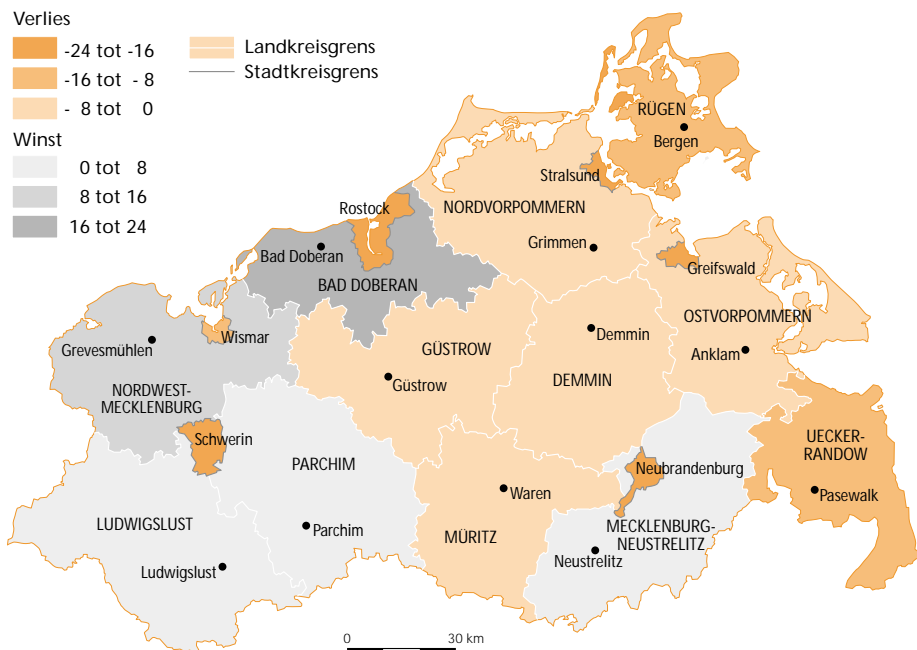 Verlies
-24 tot -16
-16 tot - 8
- 8 tot 0
Winst
0 tot 8
8 tot 16
16 tot 24
Landkreisgrens
Stadtkreisgrens
RÜGEN
Bergen
Stralsund
NORDVORPOMMERN
Rostock
Grimmen
Bad Doberan
Greifswald
BAD DOBERAN
OSTVORPOMMERN
Wismar
Demmin
Grevesmühlen
GÜSTROW
Anklam
Güstrow
DEMMIN
NORDWEST-
MECKLENBURG
Schwerin
UECKER-
RANDOW
PARCHIM
Neubrandenburg
Waren
Pasewalk
LUDWIGSLUST
Parchim
MÜRITZ
MECKLENBURG-
NEUSTRELITZ
Neustrelitz
Ludwigslust
0 30 km